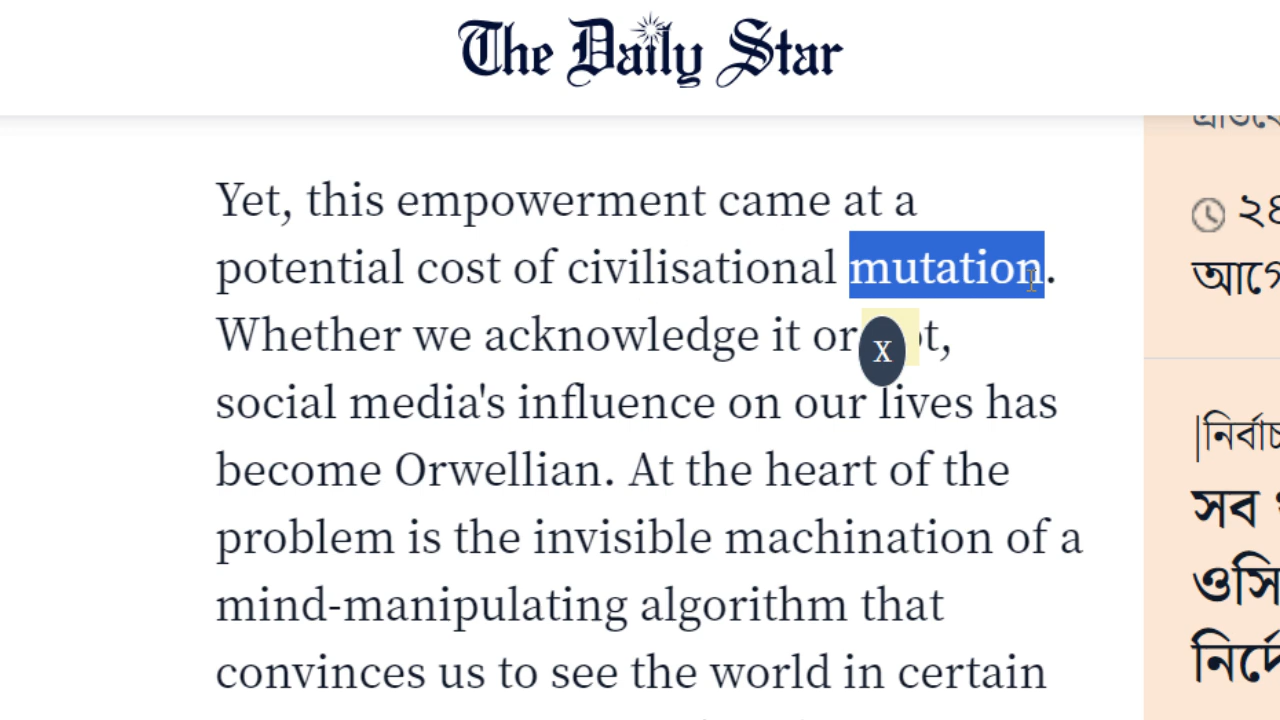 The Daily Star
Yet, this empowerment came at a
potential cost of civilisational mutation.
Whether we acknowledge it or
x
social media's influence on our lives has
become Orwellian. At the heart of the
problem is the invisible machination of a
mind-manipulating algorithm that
convinces us to see the world in certain
আগে
সব